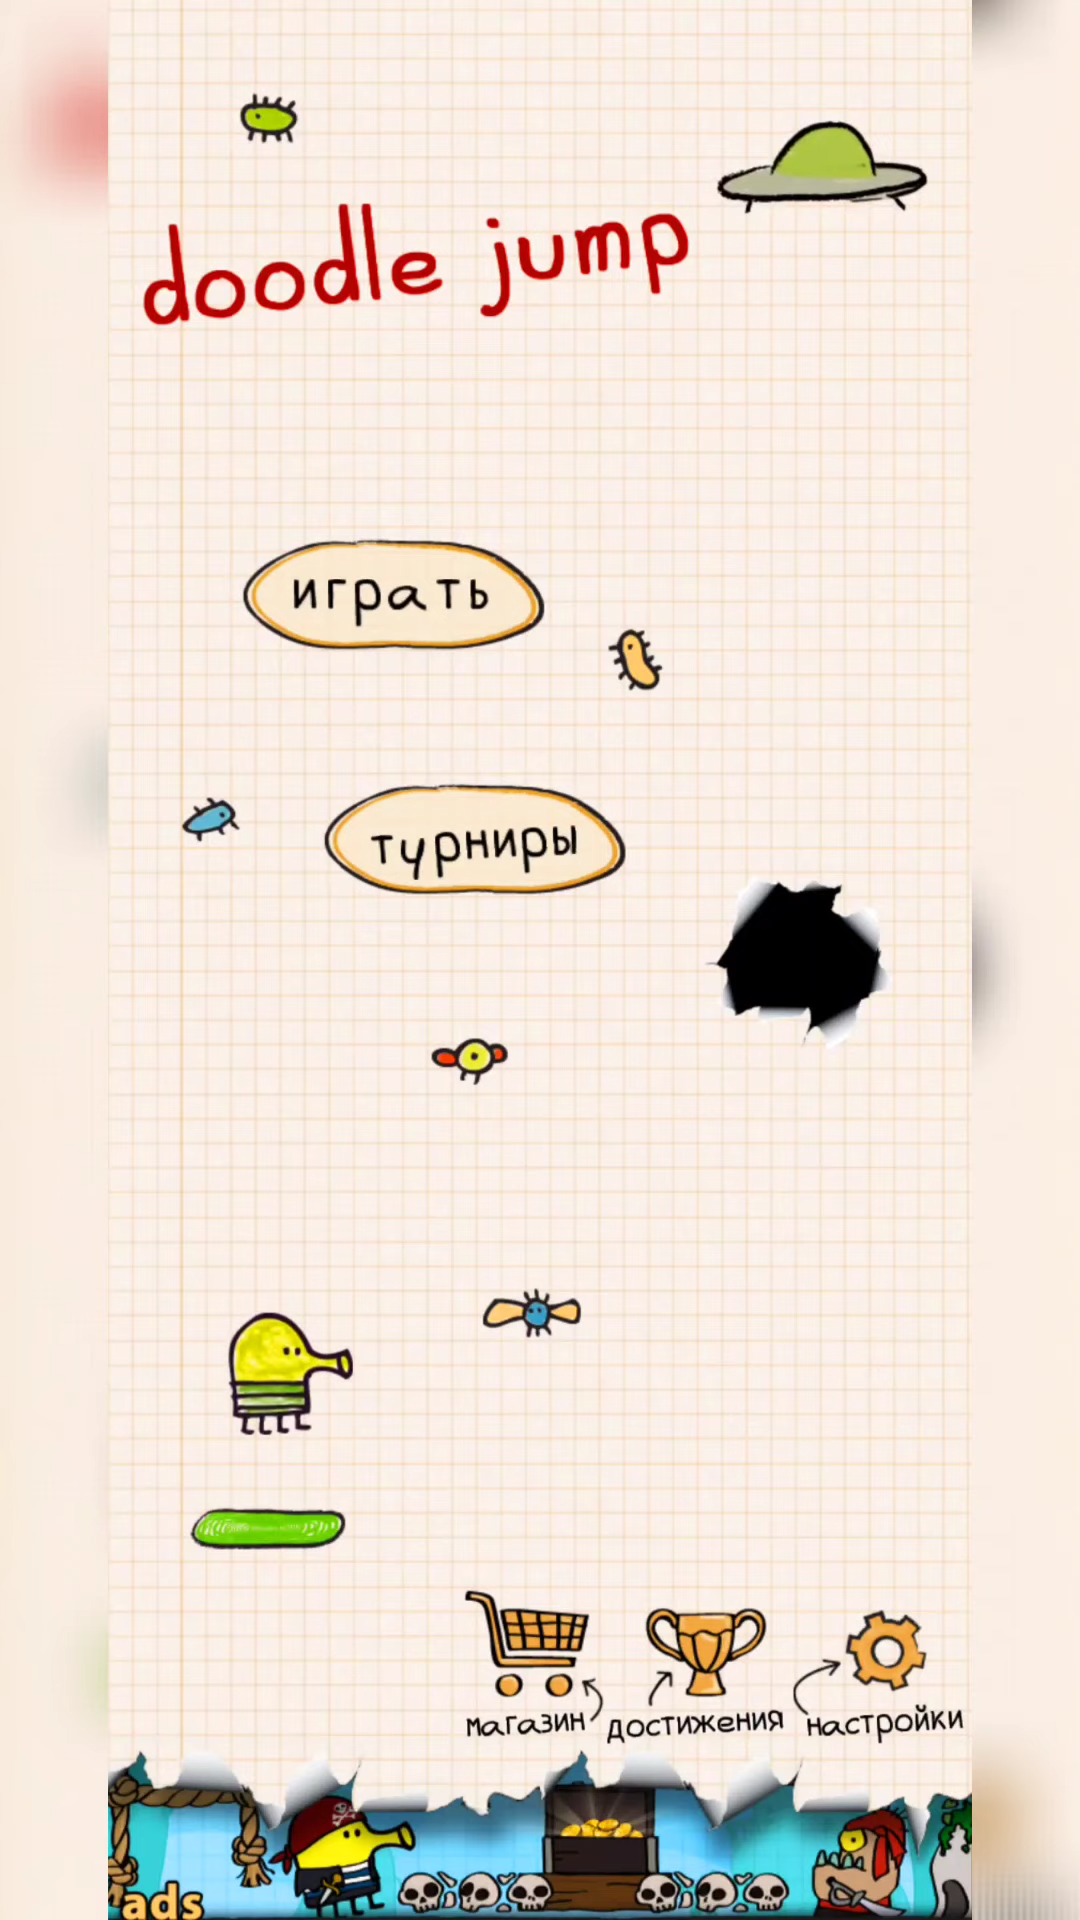 doodle jump
играть
турниры
магазин достижения настройки
ads